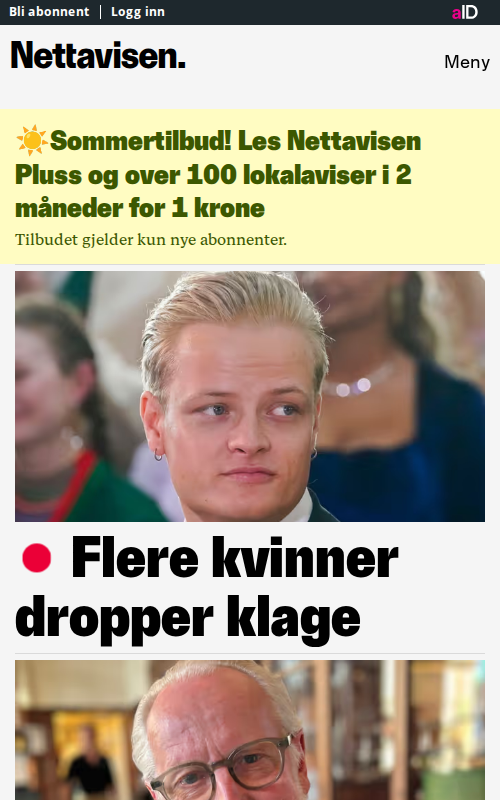 Bli abonnent | Logg inn
aID
Nettavisen.
Meny
☀️Sommertilbud! Les Nettavisen
Pluss og over 100 lokalaviser i 2
måneder for 1 krone
Tilbudet gjelder kun nye abonnenter.
Flere kvinner
dropper klage